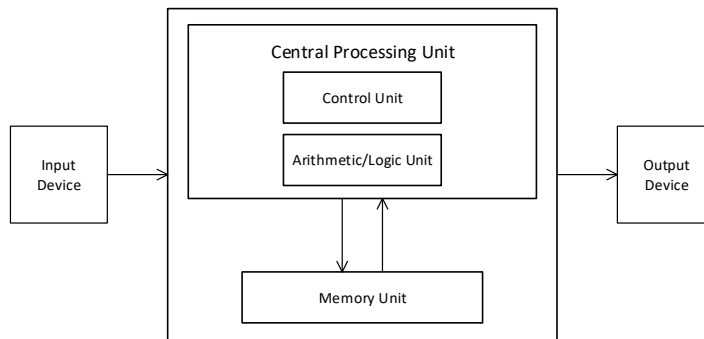 Central Processing Unit
Control Unit
Arithmetic/Logic Unit
Input
Device
Output
Device
Memory Unit